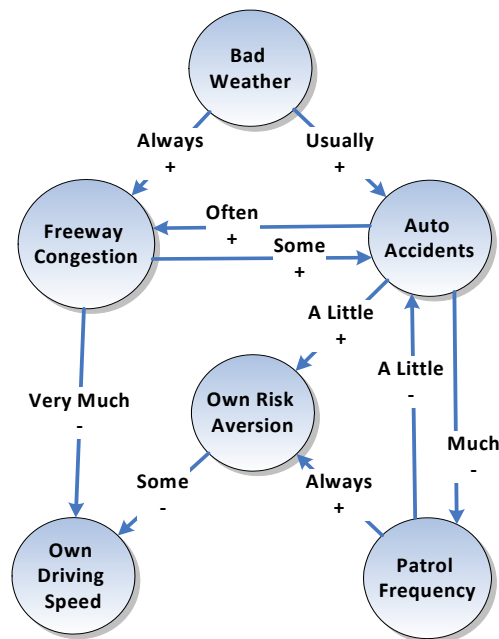 Bad
Weather
Always
+
Usually
+
Freeway
Congestion
Often
+
Some
+
Auto
Accidents
A Little
+
A Little
-
Very Much
-
Own Risk
Aversion
Much
-
Some
-
Always
+
Own
Driving
Speed
Patrol
Frequency